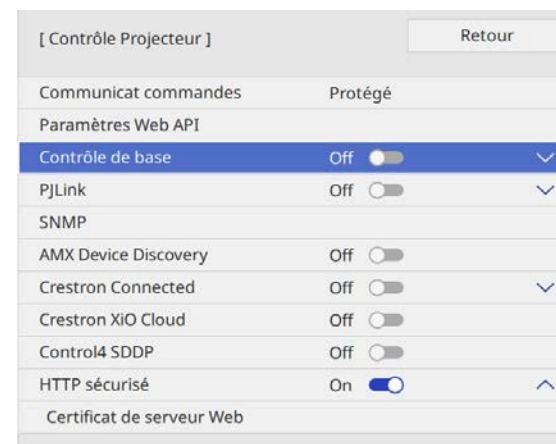 [ Contrôle Projecteur ] Retour
Communicat commandes Protégé
Paramètres Web API
Contrôle de base Off
PJLink Off
SNMP
AMX Device Discovery Off
Crestron Connected Off
Crestron XiO Cloud Off
Control4 SDDP Off
HTTP sécurisé On
Certificat de serveur Web